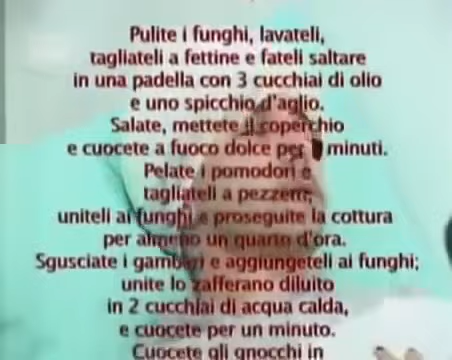 Pulite i funghi, lavateli,
tagliateli a fettine e fateli saltare
in una padella con 3 cucchiai di olio
e uno spicchio d'aglio.
Salate, mettete il coperchio
e cuocete a fuoco dolce per minuti.
Pelate i pomodori e
tagliateli a pezzetti,
uniteli ai funghi e proseguite la cottura
per almeno un quarto d'ora.
Sgusciate i gamberi e aggiungeteli ai funghi;
unite lo zafferano diluito
in 2 cucchiai di acqua calda,
e cuocete per un minuto.
Cuocete gli gnocchi in